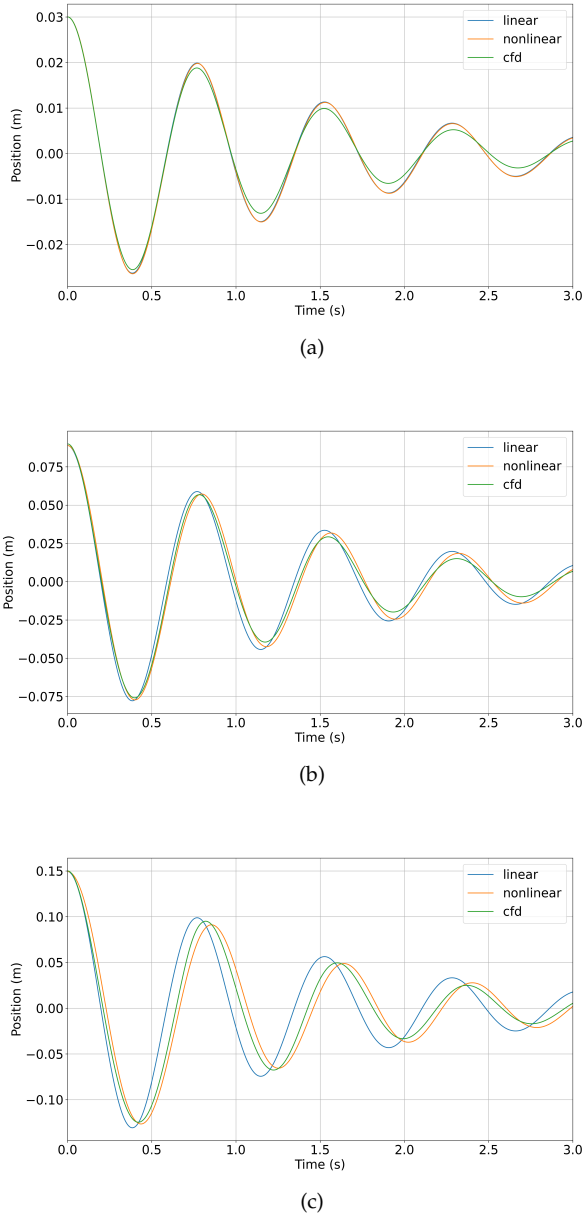 0.03
0.02
0.01
0.00
−0.01
−0.02
Position (m)
linear
nonlinear
cfd
0.0 0.5 1.0 1.5 2.0 2.5 3.0
Time (s)
(a)
0.075
0.050
0.025
0.000
−0.025
−0.050
−0.075
Position (m)
linear
nonlinear
cfd
0.0 0.5 1.0 1.5 2.0 2.5 3.0
Time (s)
(b)
0.15
0.10
0.05
0.00
−0.05
−0.10
Position (m)
linear
nonlinear
cfd
0.0 0.5 1.0 1.5 2.0 2.5 3.0
Time (s)
(c)